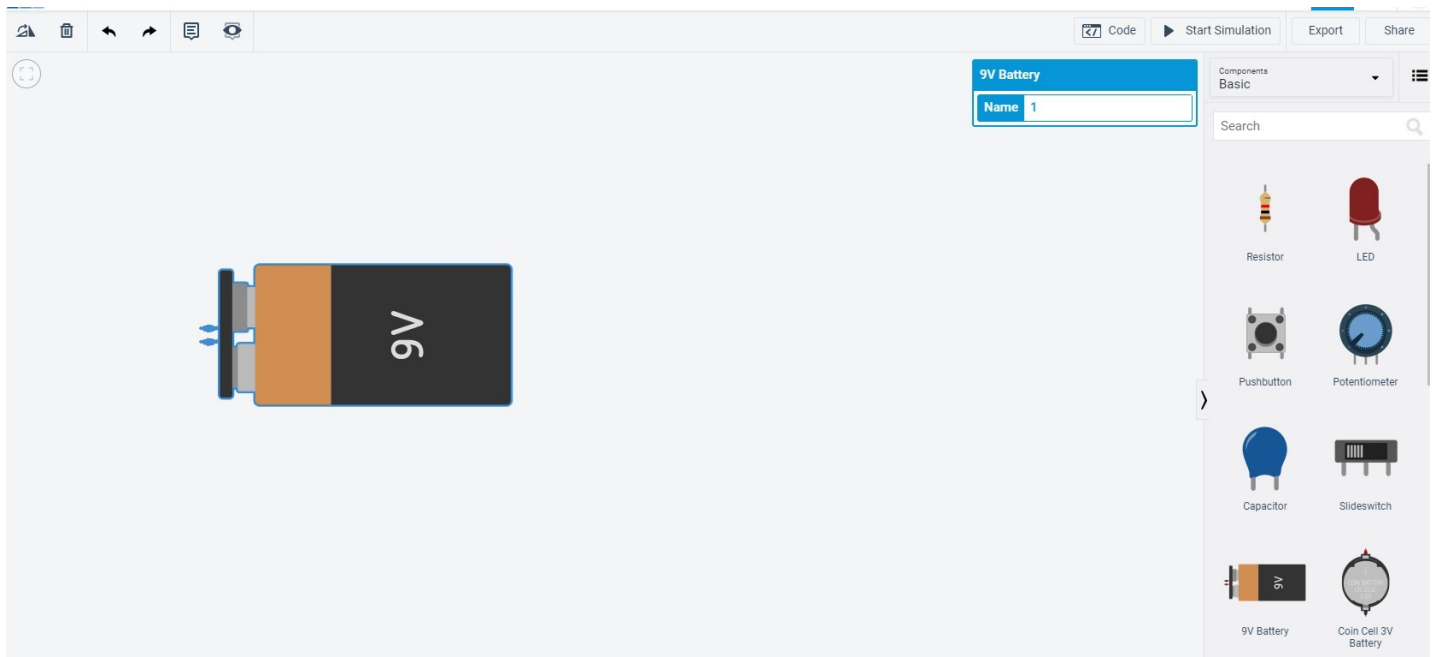 Code
Start Simulation
Export
Share
9V Battery
Name 1
Components
Basic
Search
9V
Resistor
LED
Pushbutton
Potentiometer
Capacitor
Slideswitch
9V
9V Battery
Coin Cell 3V
Battery